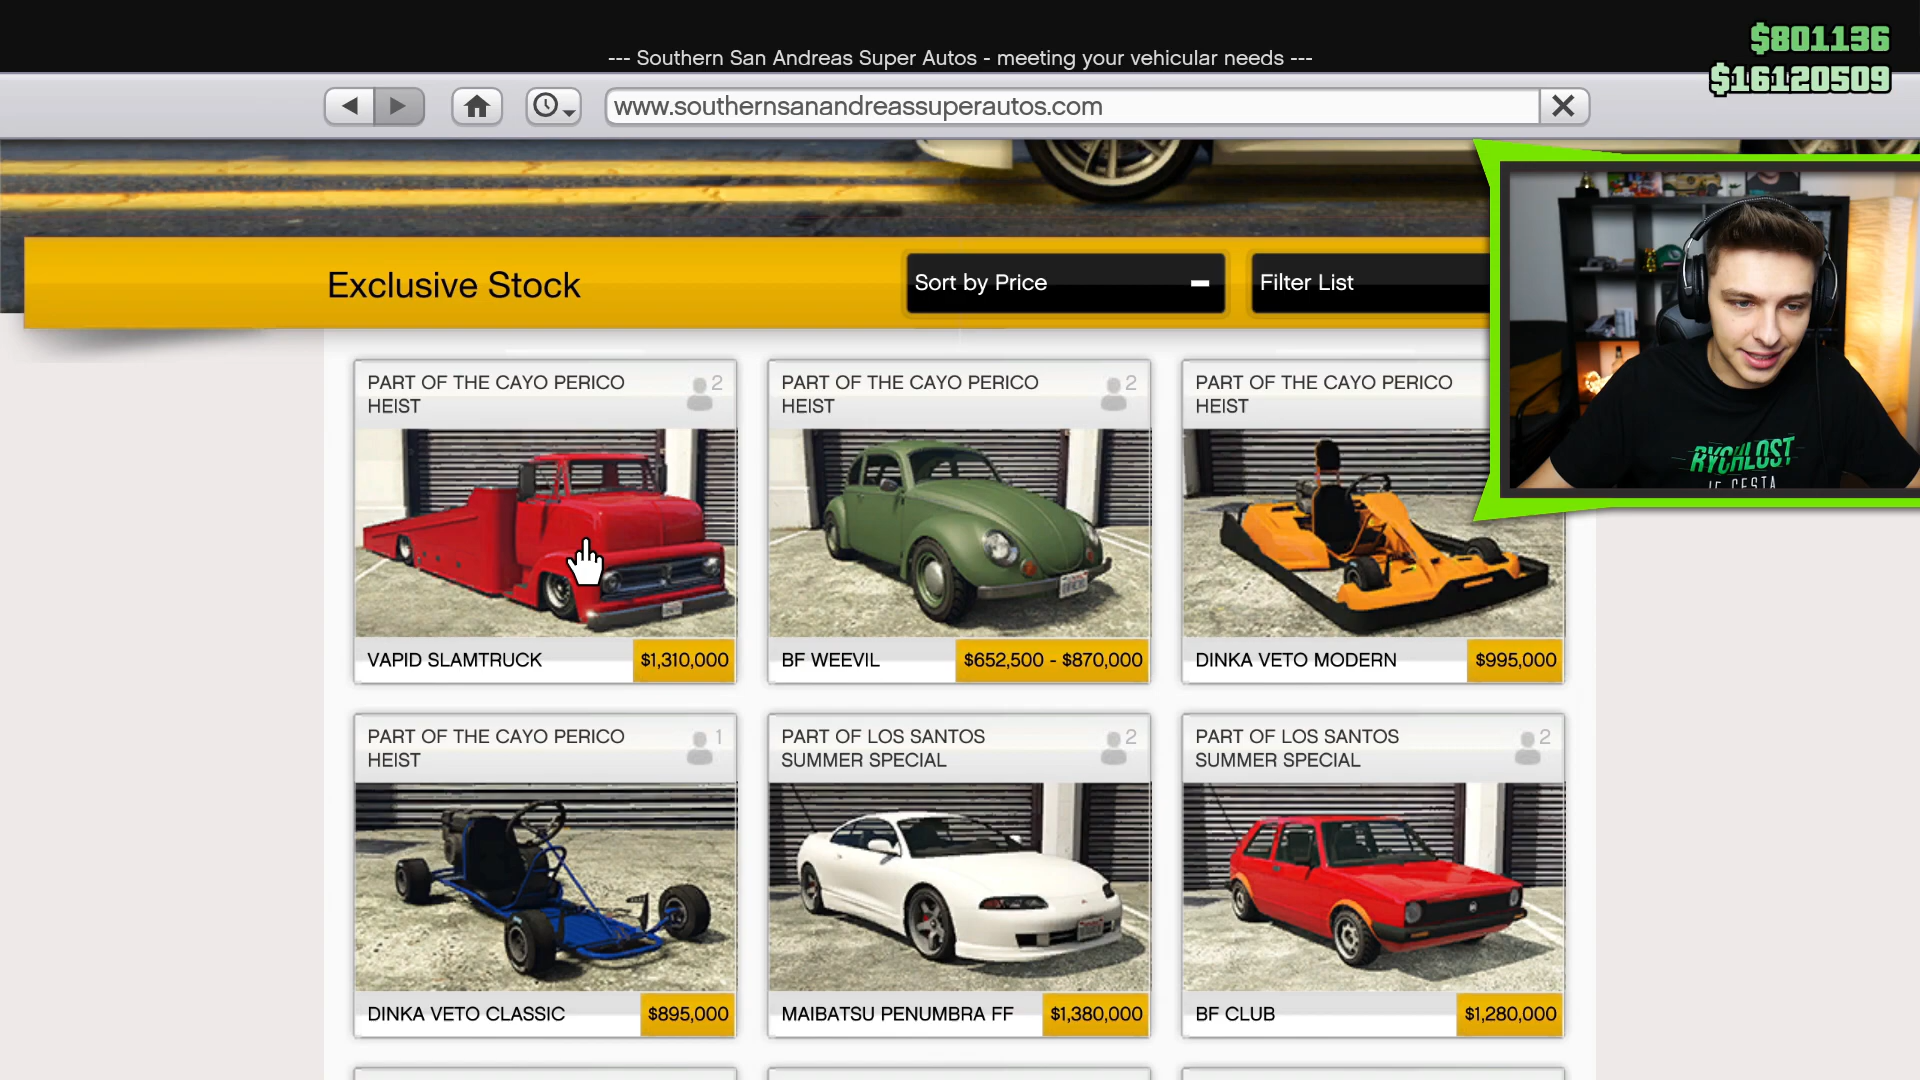 --- Southern San Andreas Super Autos - meeting your vehicular needs ---
$801136
$16120509
www.southernsanandreassuperautos.com
Exclusive Stock
Sort by Price
Filter List
PART OF THE CAYO PERICO
HEIST
2
VAPID SLAMTRUCK
$1,310,000
PART OF THE CAYO PERICO
HEIST
2
BF WEEVIL
$652,500 - $870,000
PART OF THE CAYO PERICO
HEIST
DINKA VETO MODERN
$995,000
RYCHLOST
JE CESTA
PART OF THE CAYO PERICO
HEIST
1
DINKA VETO CLASSIC
$895,000
PART OF LOS SANTOS
SUMMER SPECIAL
2
MAIBATSU PENUMBRA FF
$1,380,000
PART OF LOS SANTOS
SUMMER SPECIAL
2
BF CLUB
$1,280,000